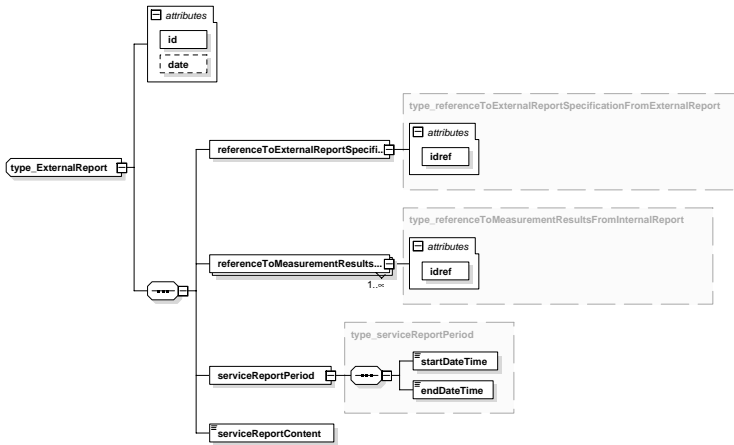 attributes
id
date
type_ExternalReport
type_referenceToExternalReportSpecificationFromExternalReport
referenceToExternalReportSpecifi...
attributes
idref
type_referenceToMeasurementResultsFromInternalReport
referenceToMeasurementResults...
attributes
idref
1..∞
type_serviceReportPeriod
serviceReportPeriod
startDateTime
endDateTime
serviceReportContent